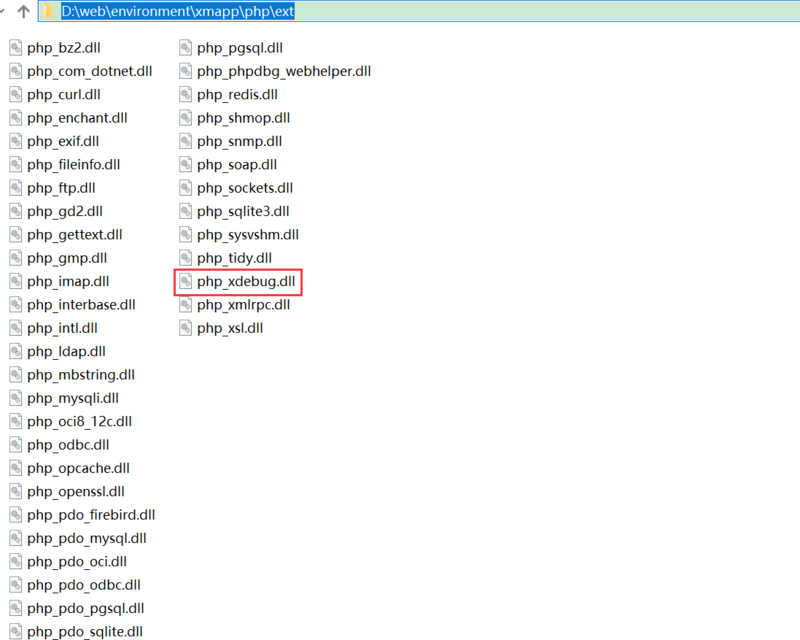 D:\web\environment\xmapp\php\ext
php_bz2.dll
php_com_dotnet.dll
php_curl.dll
php_enchant.dll
php_exif.dll
php_fileinfo.dll
php_ftp.dll
php_gd2.dll
php_gettext.dll
php_gmp.dll
php_imap.dll
php_interbase.dll
php_intl.dll
php_ldap.dll
php_mbstring.dll
php_mysqli.dll
php_oci8_12c.dll
php_odbc.dll
php_opcache.dll
php_openssl.dll
php_pdo_firebird.dll
php_pdo_mysql.dll
php_pdo_oci.dll
php_pdo_odbc.dll
php_pdo_pgsql.dll
php_pdo_sqlite.dll
php_pgsql.dll
php_phpdbg_webhelper.dll
php_redis.dll
php_shmop.dll
php_snmp.dll
php_soap.dll
php_sockets.dll
php_sqlite3.dll
php_sysvshm.dll
php_tidy.dll
php_xdebug.dll
php_xmlrpc.dll
php_xsl.dll